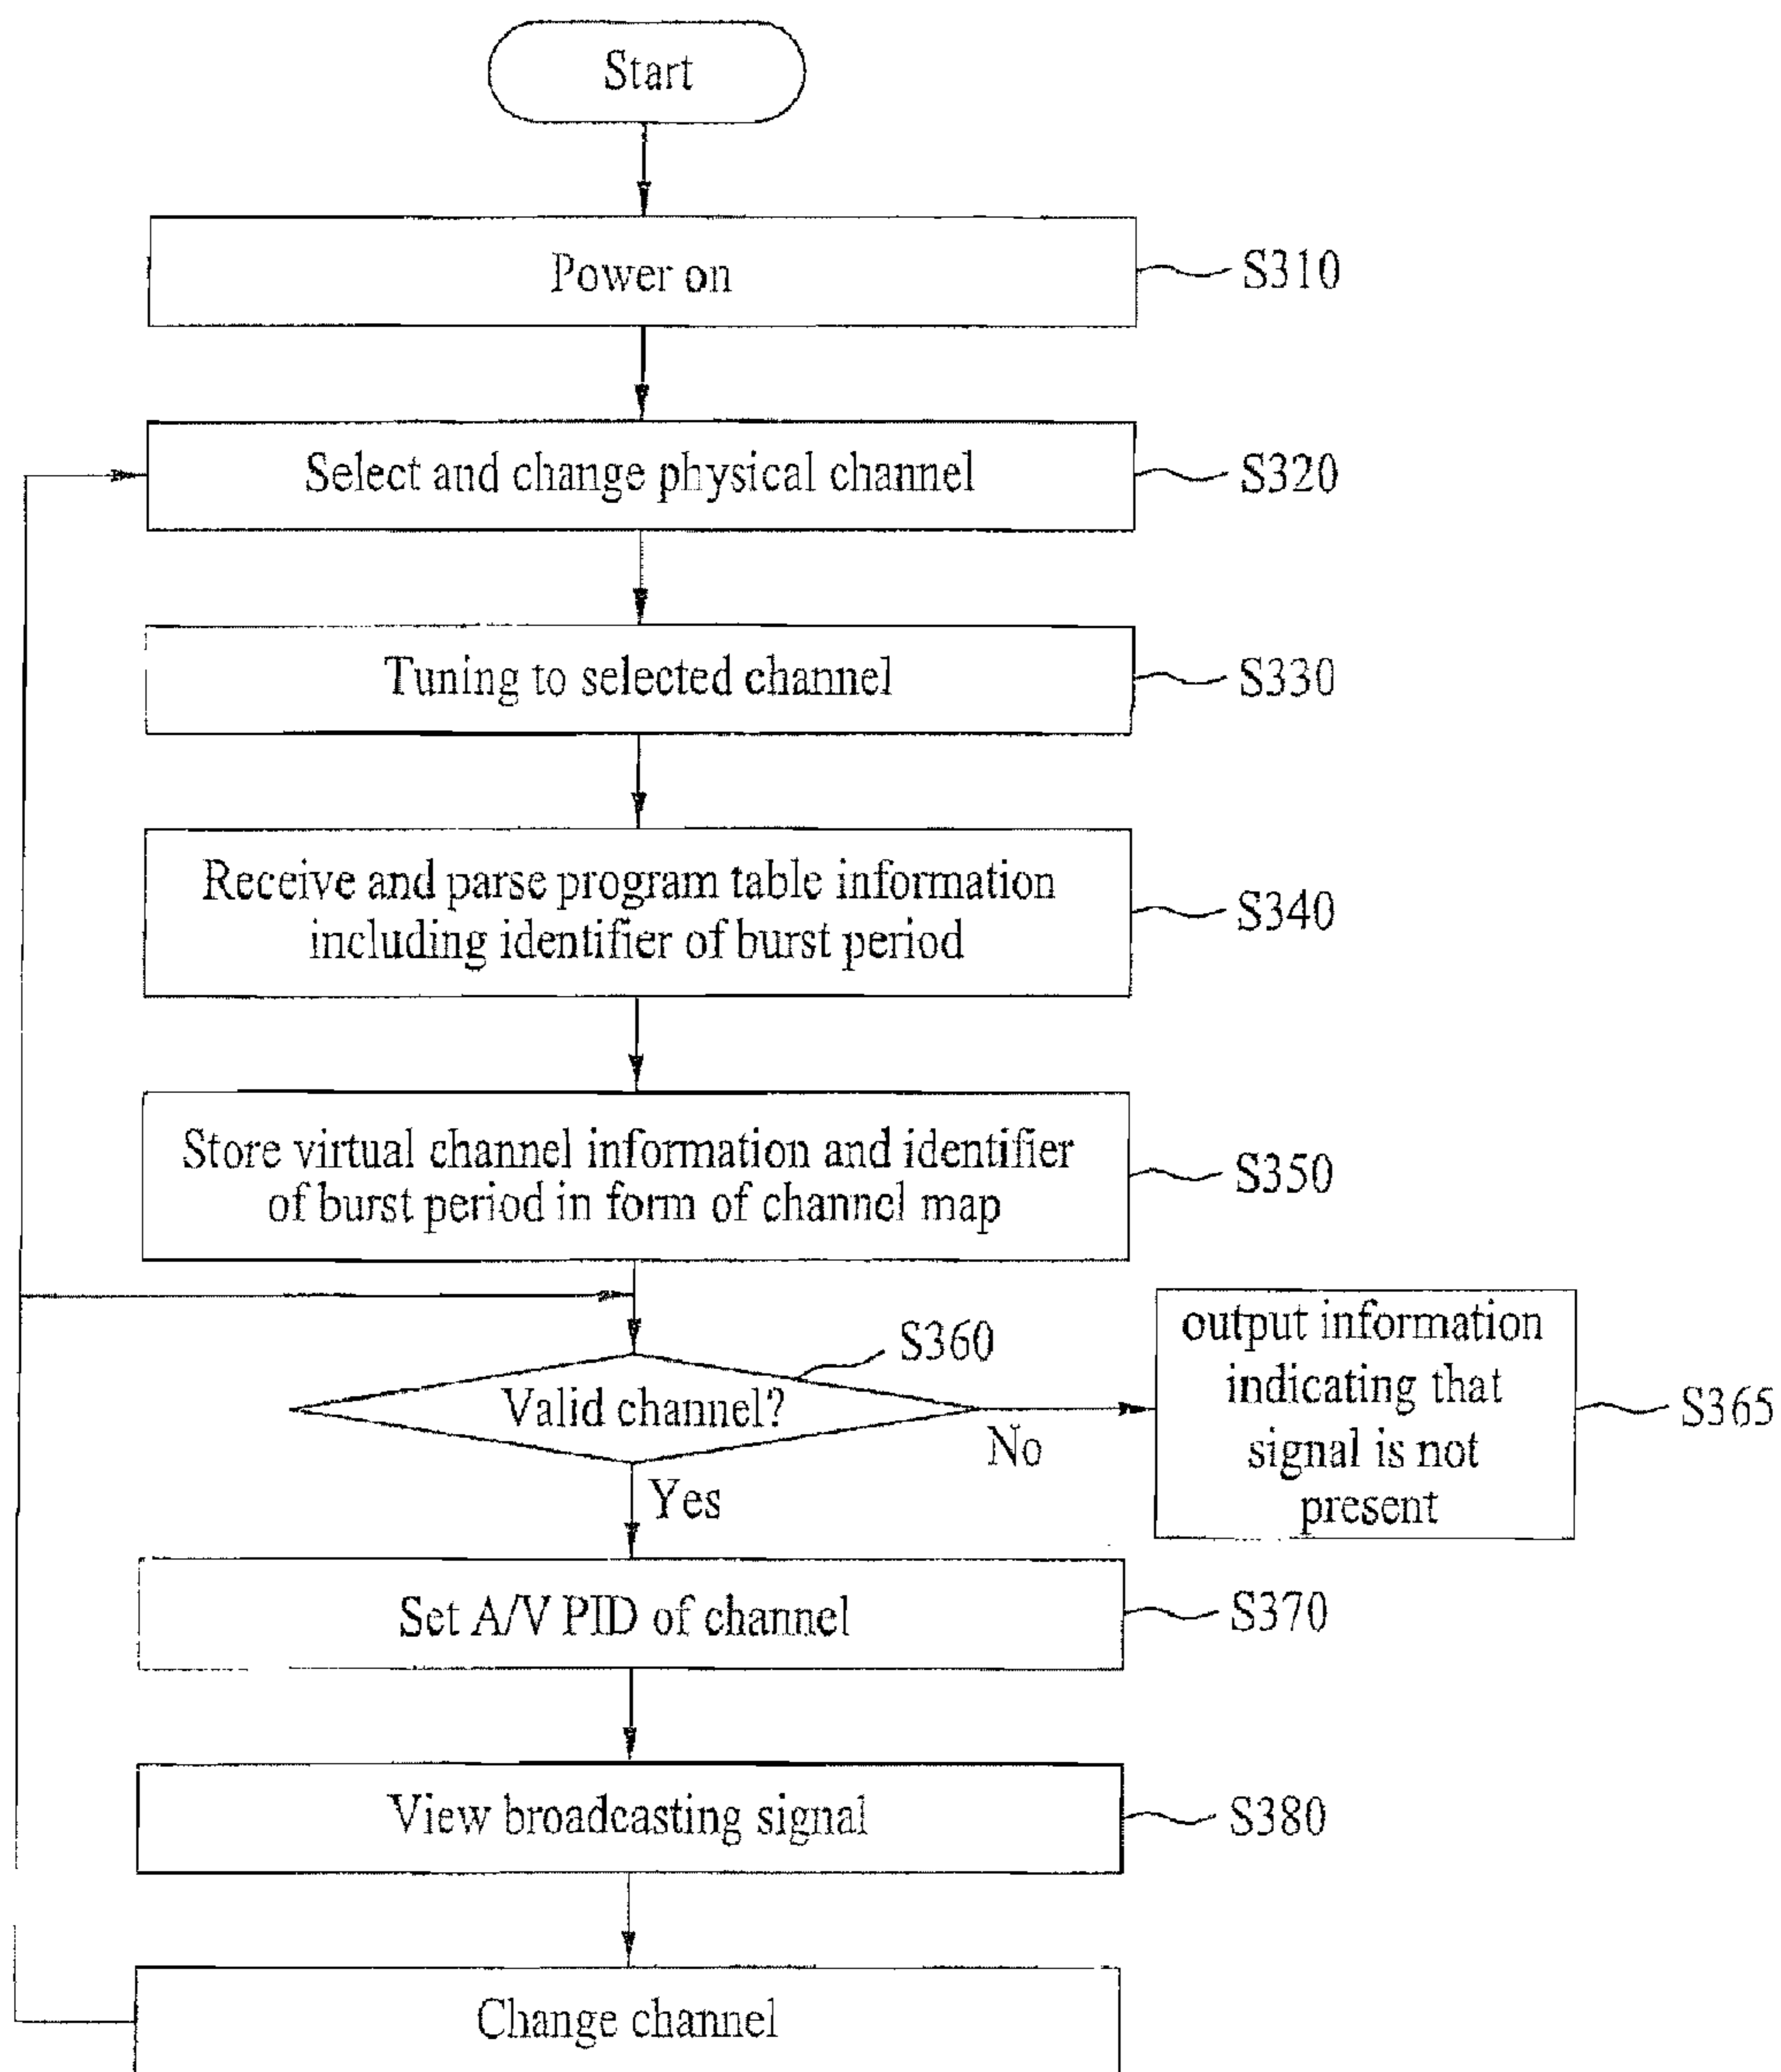 Start
Power on
S310
Select and change physical channel
S320
Tuning to selected channel
S330
Receive and parse program table information
including identifier of burst period
S340
Store virtual channel information and identifier
of burst period in form of channel map
S350
S360
Valid channel?
No
Yes
output information
indicating that
signal is not
present
S365
Set A/V PID of channel
S370
View broadcasting signal
S380
Change channel